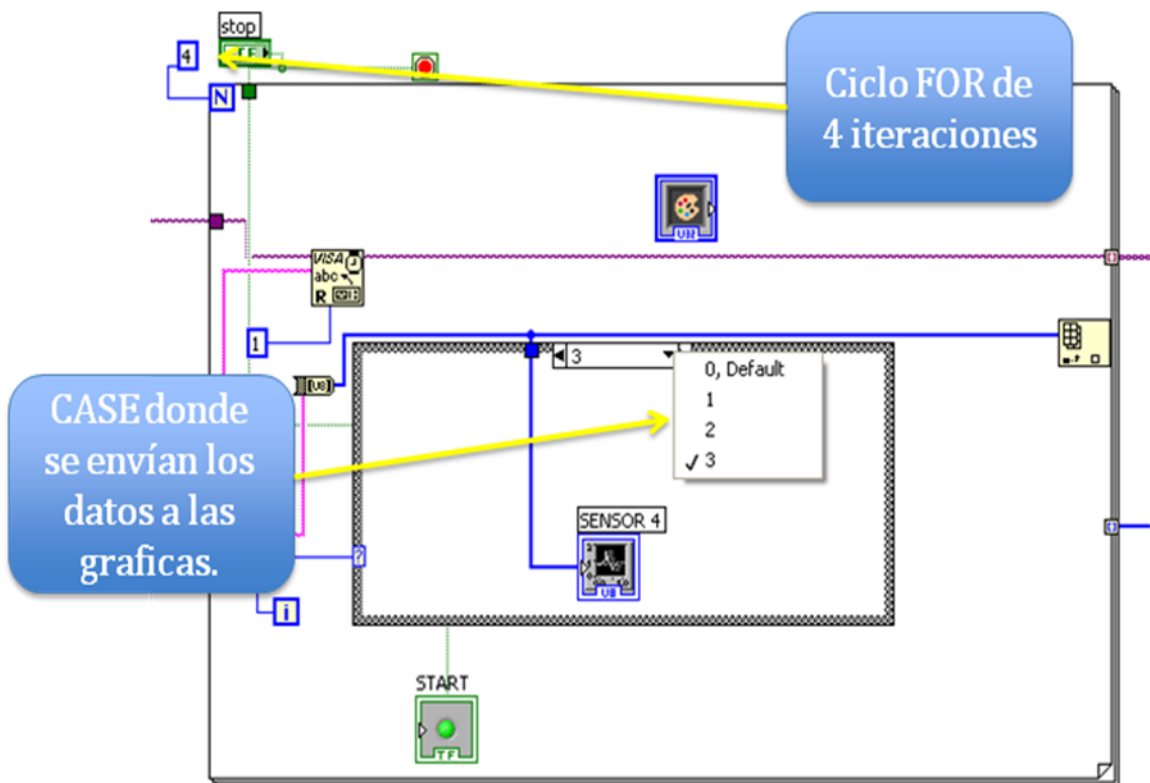 stop
4
TF
N
Ciclo FOR de
4 iteraciones
U32
VISA
abc
R
1
3
0, Default
1
2
3
[U8]
CASE donde
se envían los
datos a las
graficas.
?
SENSOR 4
U8
i
START
TF